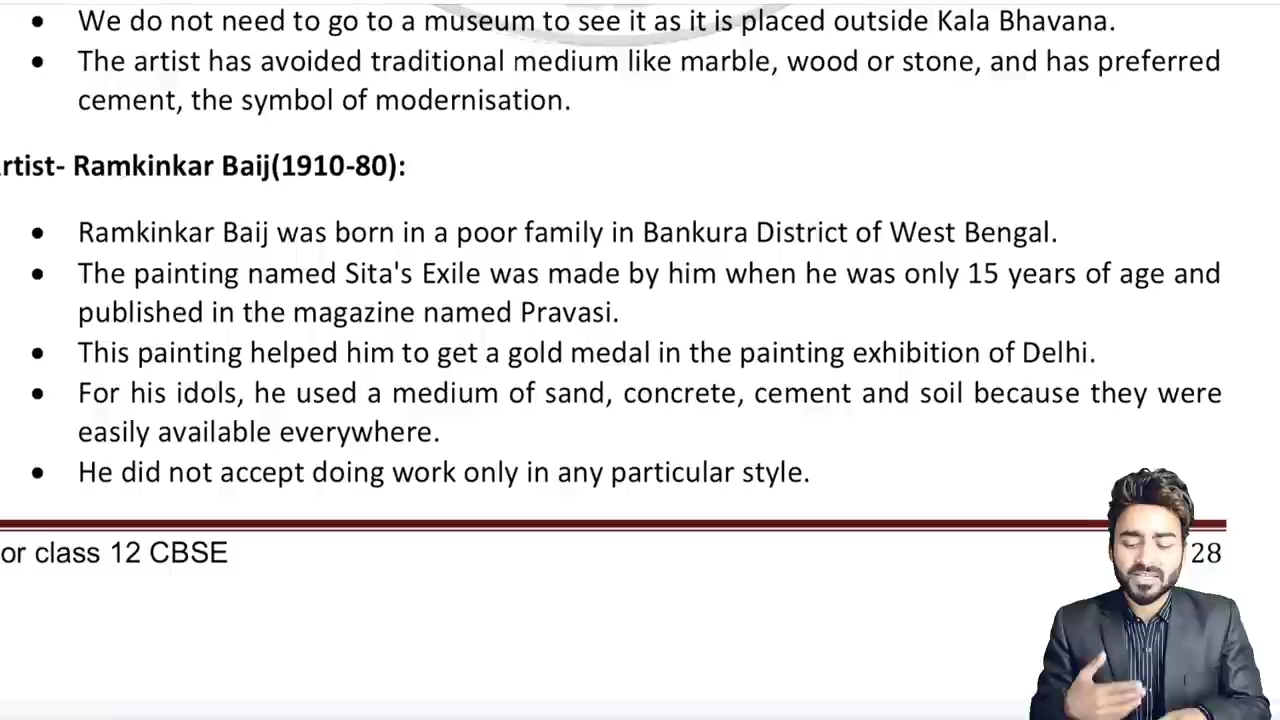 • We do not need to go to a museum to see it as it is placed outside Kala Bhavana.
• The artist has avoided traditional medium like marble, wood or stone, and has preferred
cement, the symbol of modernisation.
rtist- Ramkinkar Baij(1910-80):
• Ramkinkar Baij was born in a poor family in Bankura District of West Bengal.
• The painting named Sita's Exile was made by him when he was only 15 years of age and
published in the magazine named Pravasi.
• This painting helped him to get a gold medal in the painting exhibition of Delhi.
• For his idols, he used a medium of sand, concrete, cement and soil because they were
easily available everywhere.
• He did not accept doing work only in any particular style.
or class 12 CBSE 28